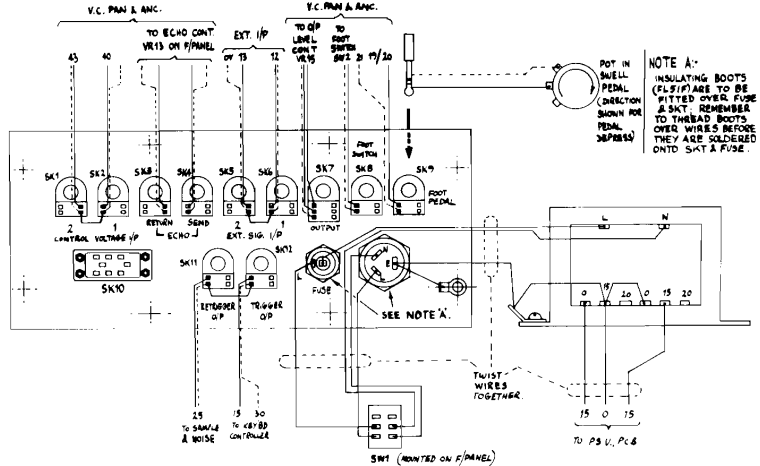 V.C. PAN & ANC.
V.C. PAN & ANC.
TO ECHO CONT.
VR13 ON F/PANEL
EXT. I/P
TO O/P
LEVEL
CONT
VR15
TO
FOOT
SWITCH
SW2
43
40
0V 13
12
21
19/20
POT IN
SWELL
PEDAL
(DIRECTION
SHOWN FOR
PEDAL
DEPRESS)
NOTE A:-
INSULATING BOOTS
(FL51F) ARE TO BE
FITTED OVER FUSE
& SKT. REMEMBER
TO THREAD BOOTS
OVER WIRES BEFORE
THEY ARE SOLDERED
ONTO SKT & FUSE.
SK1
SK2
SK3
SK4
SK5
SK6
SK7
FOOT
SWITCH
SK8
SK9
FOOT
PEDAL
2
1
RETURN
SEND
2
1
OUTPUT
CONTROL VOLTAGE I/P
ECHO
EXT. SIG. I/P
SK10
SK11
SK12
RETRIGGER
O/P
TRIGGER
O/P
FUSE
L
N
E
L
SEE NOTE 'A'.
L
N
0
15
20
0
15
20
TWIST
WIRES
TOGETHER.
25
15
30
TO SAMPLE
& NOISE
TO KEYBD
CONTROLLER
SW1 (MOUNTED ON F/PANEL)
15
0
15
TO P.S.U., P.C.B